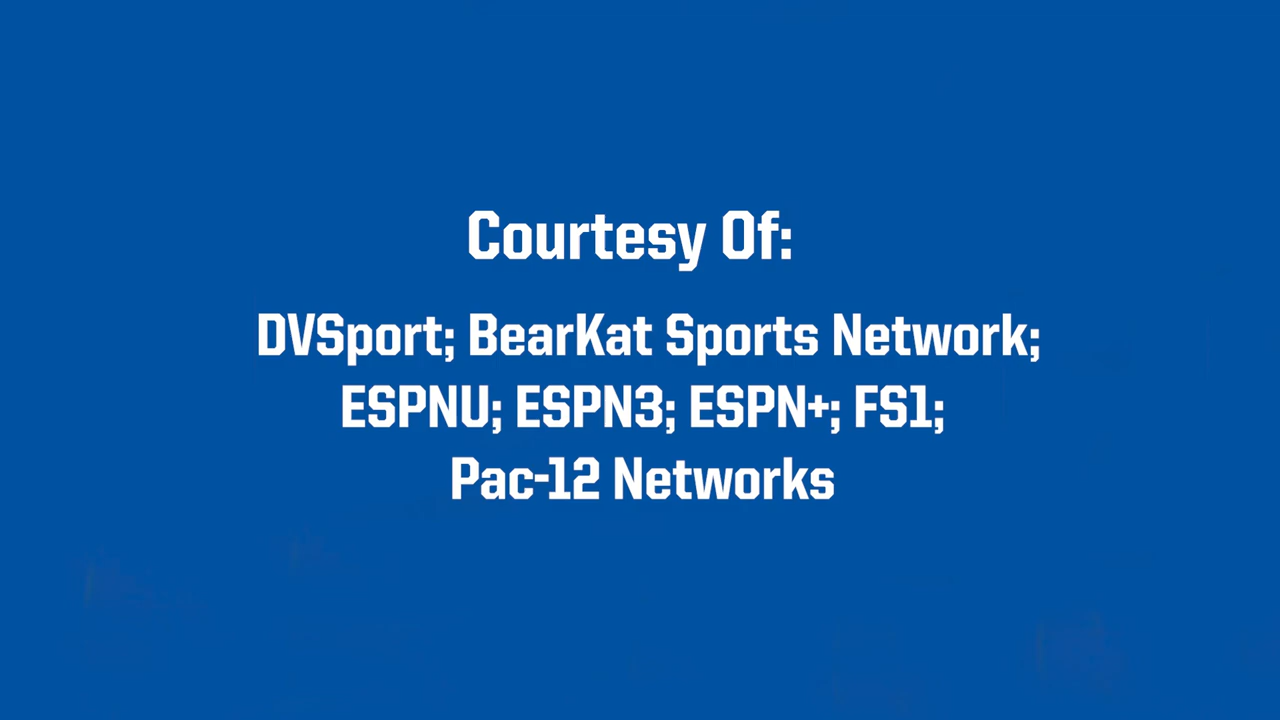 Courtesy Of:
DVSport; BearKat Sports Network;
ESPNU; ESPN3; ESPN+; FS1;
Pac-12 Networks